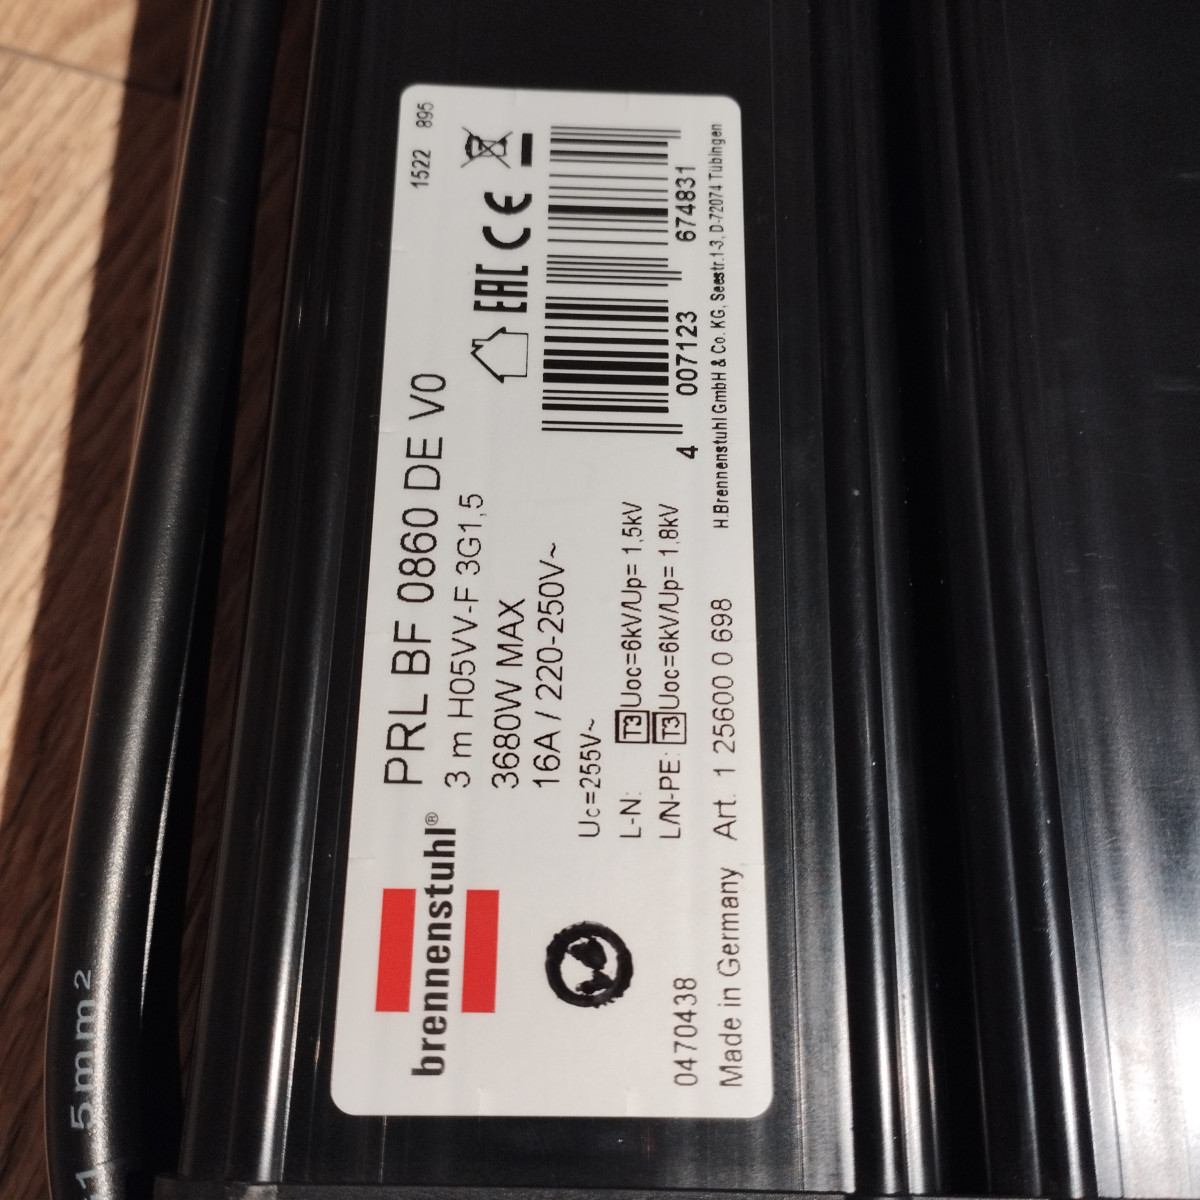 brennenstuhl®
PRL BF 0860 DE V0
3 m H05VV-F 3G1,5
3680W MAX
16A / 220-250V~
Uc=255V~
L-N: T3 Uoc=6kV/Up= 1,5kV
L/N-PE: T3 Uoc=6kV/Up= 1,8kV
0470438
Made in Germany, Art. 1 25600 0 698
H.Brennenstuhl GmbH & Co. KG, Seestr.1-3, D-72074 Tübingen
1522 895
EAC CE
4 007123 674831
1,5mm²